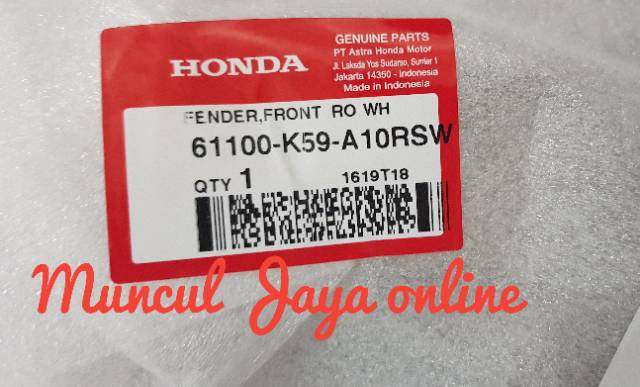 GENUINE PARTS
PT Astra Honda Motor
Jl. Laksda Yos Sudarso, Sunter 1
Jakarta 14350 - Indonesia
Made in Indonesia
HONDA
FENDER,FRONT RO WH
61100-K59-A10RSW
QTY 1 1619T18
Muncul Jaya online